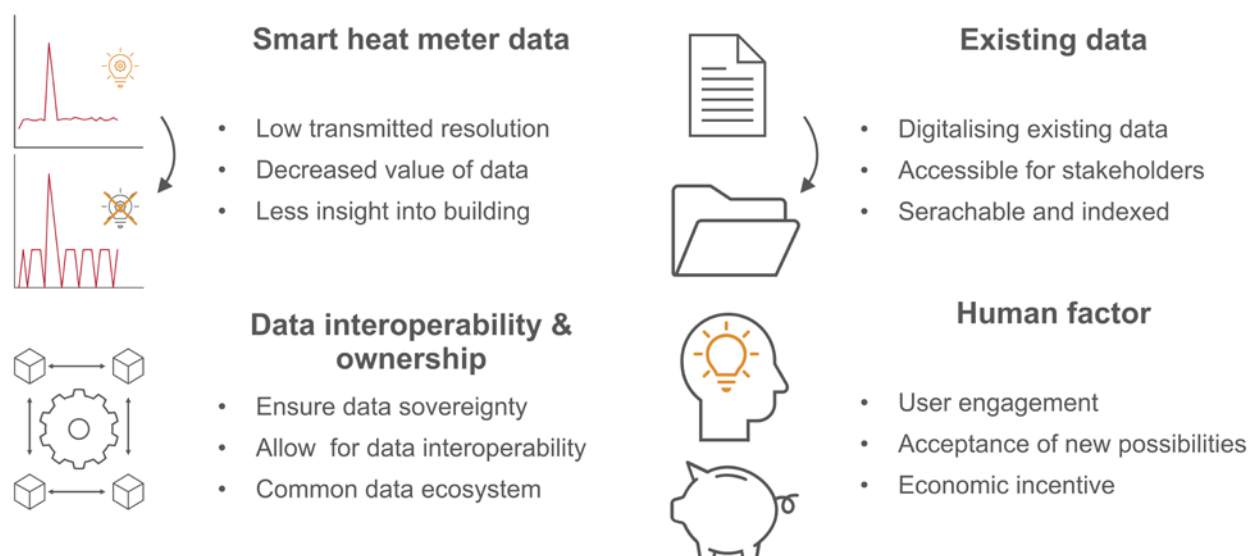 Smart heat meter data
• Low transmitted resolution
• Decreased value of data
• Less insight into building
Existing data
• Digitalising existing data
• Accessible for stakeholders
• Serachable and indexed
Data interoperability &
ownership
• Ensure data sovereignty
• Allow  for data interoperability
• Common data ecosystem
Human factor
• User engagement
• Acceptance of new possibilities
• Economic incentive